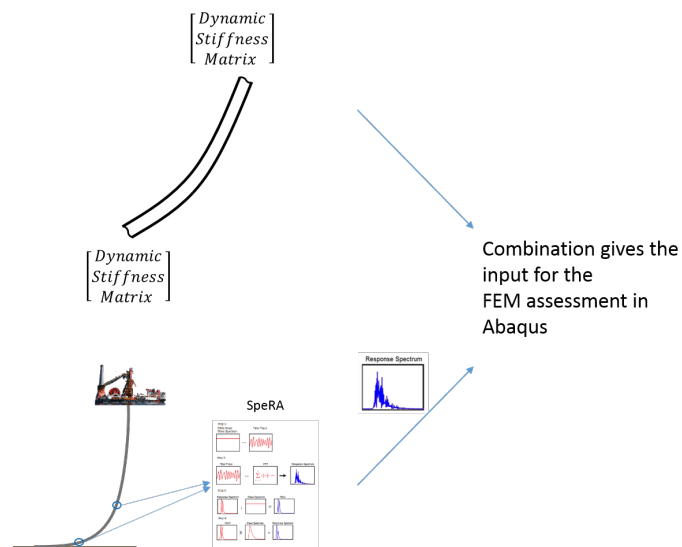 Dynamic
Stiffness
Matrix
Dynamic
Stiffness
Matrix
Combination gives the
input for the
FEM assessment in
Abaqus
Response Spectrum
SpeRA